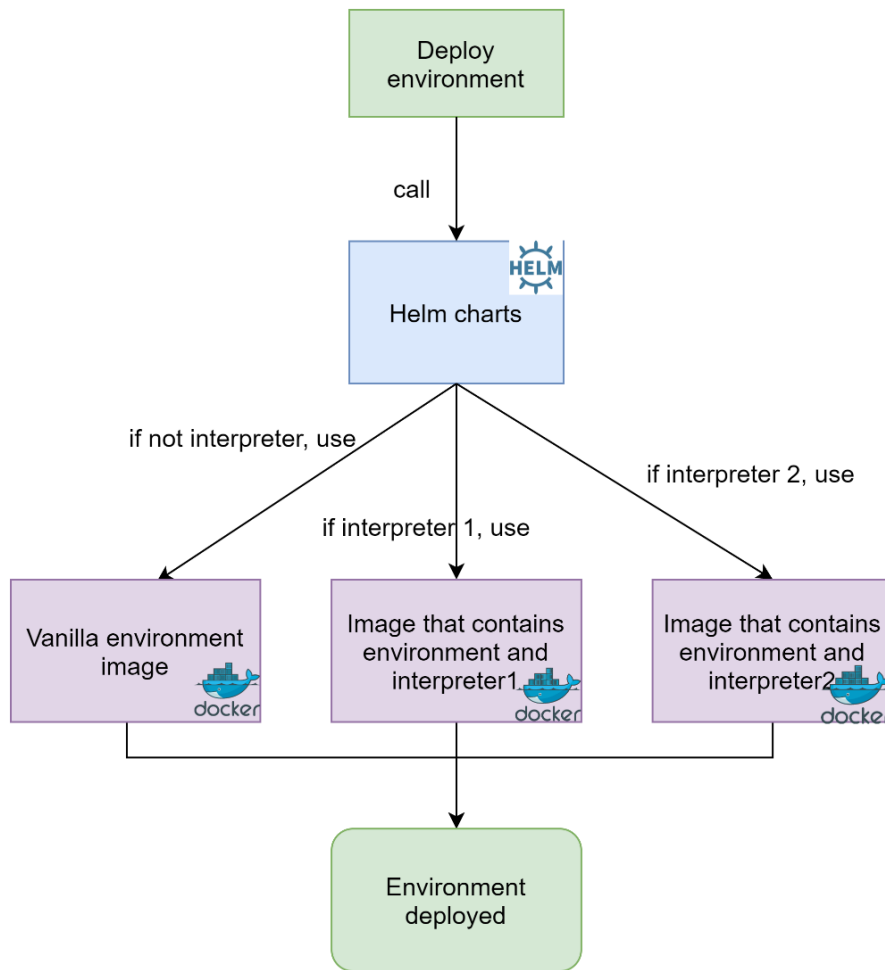 Deploy
environment
call
HELM
Helm charts
if not interpreter, use
if interpreter 2, use
if interpreter 1, use
Vanilla environment
image
docker
Image that contains
environment and
interpreter1
docker
Image that contains
environment and
interpreter2
docker
Environment
deployed